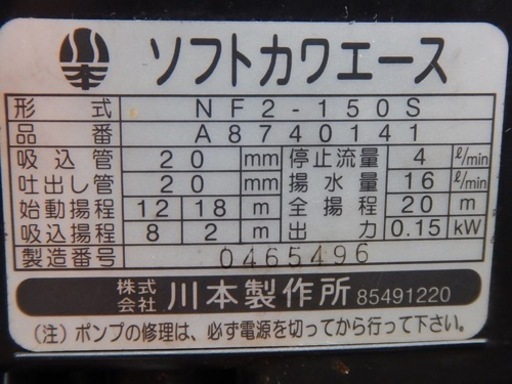 ソフトカワエース
形式 NF2-150S
品番 A8740141
吸込管 20 mm 停止流量 4 ℓ/min
吐出し管 20 mm 揚水量 16 ℓ/min
始動揚程 12 18 m 全揚程 20 m
吸込揚程 8 2 m 出力 0.15 kW
製造番号 0465496
株式会社 川本製作所 85491220
(注) ポンプの修理は、必ず電源を切ってから行って下さい。